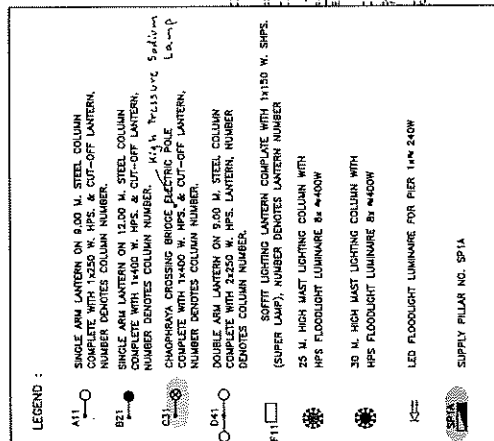 LEGEND :
A11 SINGLE ARM LANTERN ON 9.00 M. STEEL COLUMN
COMPLETE WITH 1x250 W. HPS. & CUT-OFF LANTERN,
NUMBER DENOTES COLUMN NUMBER.
B21 SINGLE ARM LANTERN ON 12.00 M. STEEL COLUMN
COMPLETE WITH 1x400 W. HPS. & CUT-OFF LANTERN,
NUMBER DENOTES COLUMN NUMBER.
High Pressure Sodium
Lamp
C31 CHAOPHRAYA CROSSING BRIDGE ELECTRIC POLE
COMPLETE WITH 1x400 W. HPS. & CUT-OFF LANTERN,
NUMBER DENOTES COLUMN NUMBER.
D41 DOUBLE ARM LANTERN ON 9.00 M. STEEL COLUMN
COMPLETE WITH 2x250 W. HPS. LANTERN, NUMBER
DENOTES COLUMN NUMBER.
F11 SOFFIT LIGHTING LANTERN COMPLATE WITH 1x150 W. SHPS.
(SUPER LAMP), NUMBER DENOTES LANTERN NUMBER
25 M. HIGH MAST LIGHTING COLUMN WITH
HPS FLOODLIGHT LUMINAIRE 8x 400W
30 M. HIGH MAST LIGHTING COLUMN WITH
HPS FLOODLIGHT LUMINAIRE 8x 400W
LED FLOODLIGHT LUMINAIRE FOR PIER 240W
SP1A SUPPLY PILLAR NO. SP1A